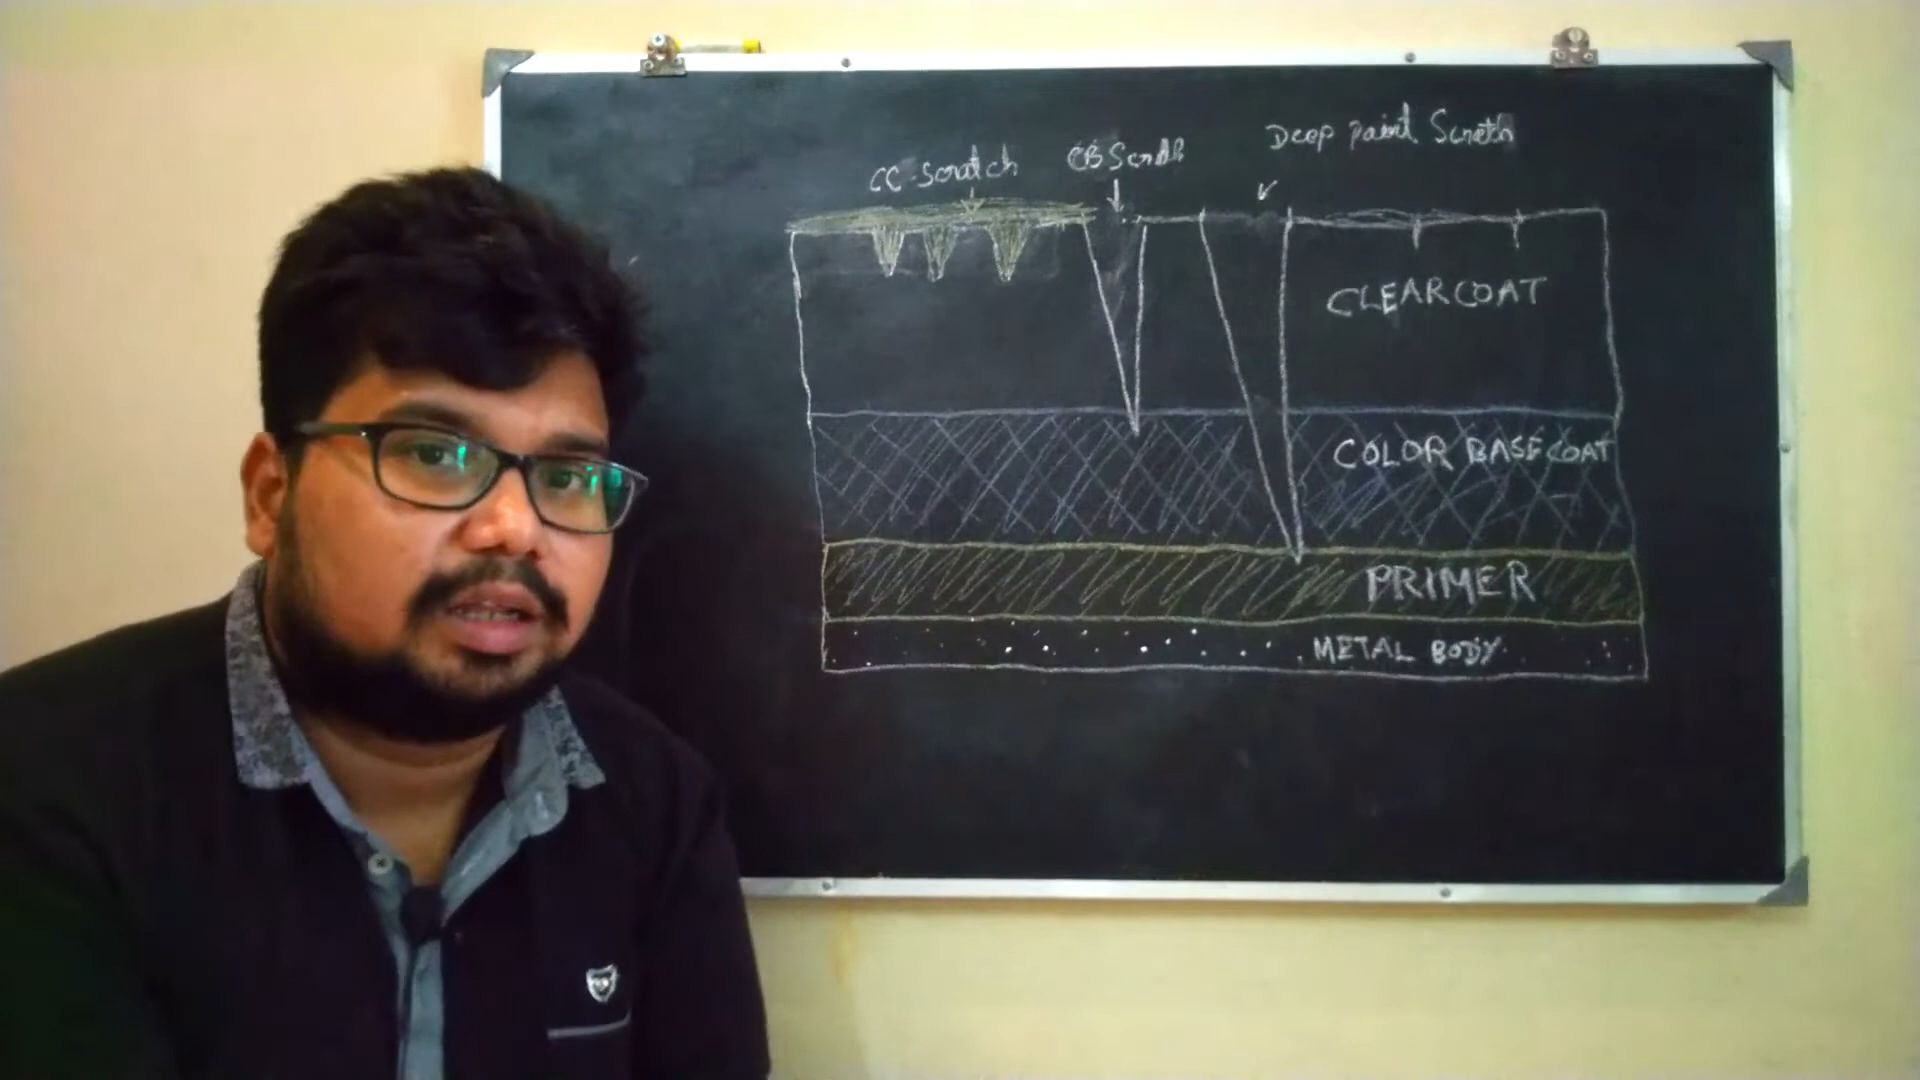 Deep paint Scratch
CC-Scratch
CB Scratch
CLEARCOAT
COLOR BASECOAT
PRIMER
METAL BODY